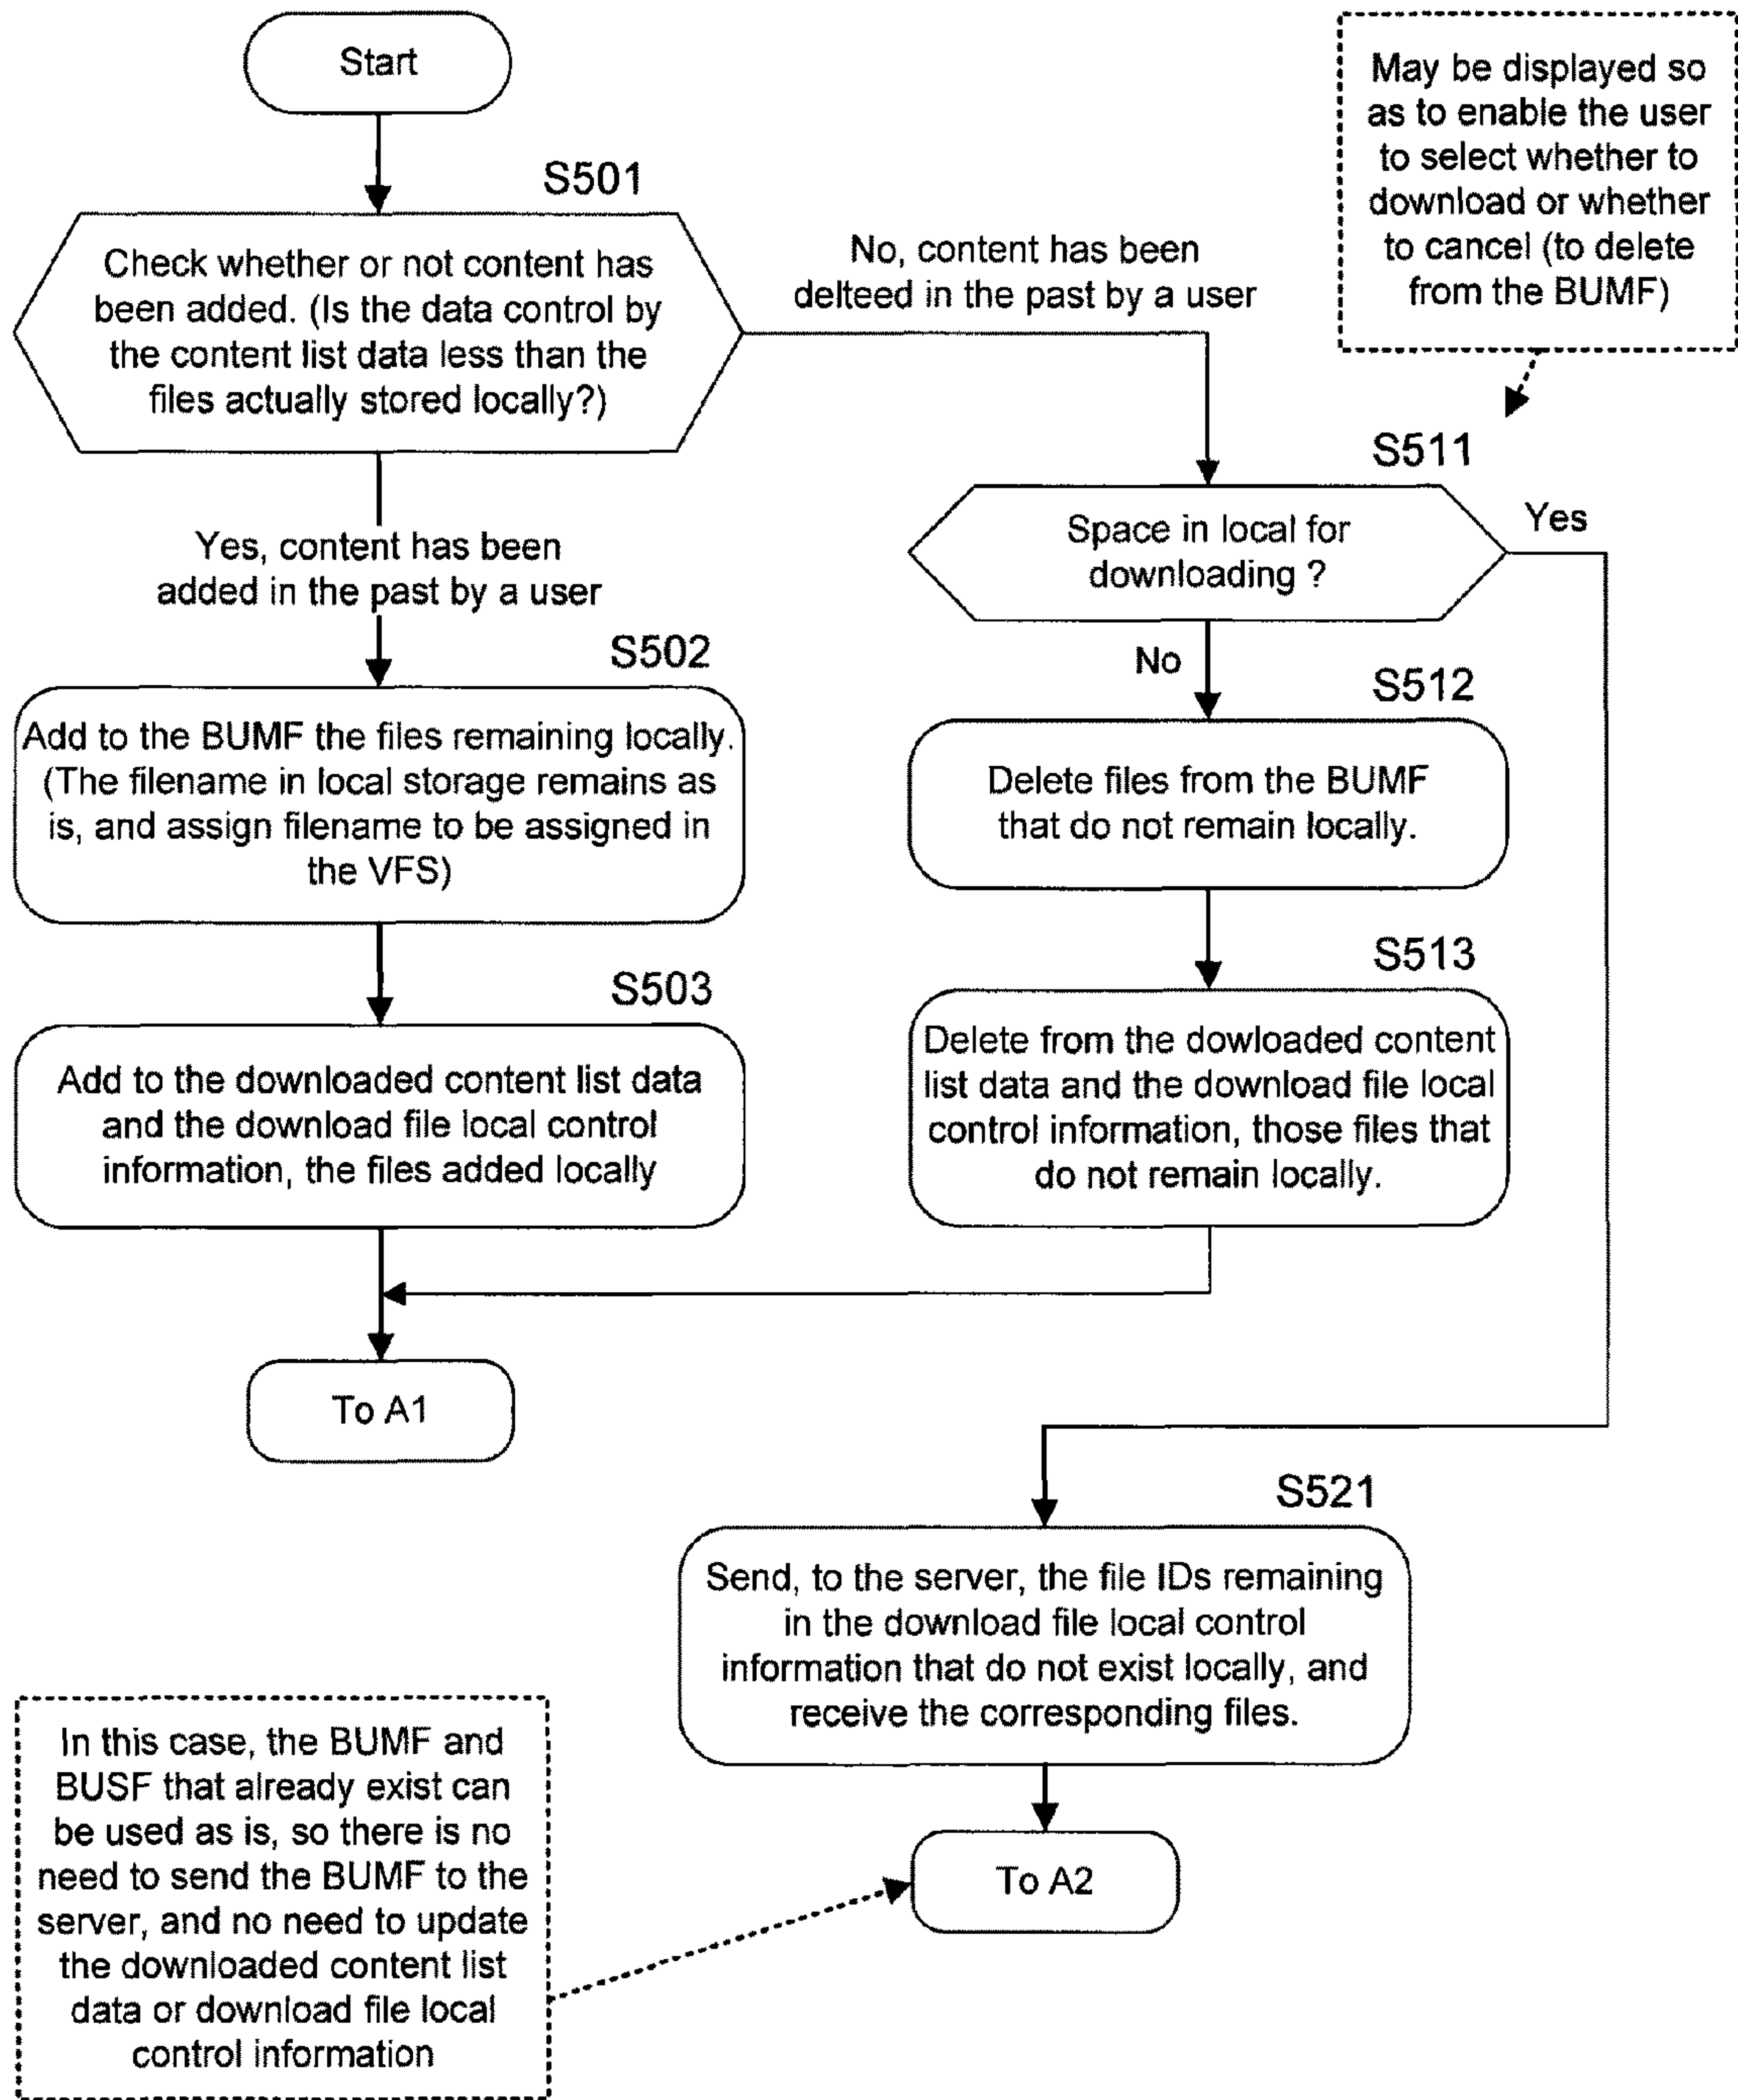 Start
May be displayed so
as to enable the user
to select whether to
download or whether
to cancel (to delete
from the BUMF)
S501
Check whether or not content has
been added. (Is the data control by
the content list data less than the
files actually stored locally?)
No, content has been
delteed in the past by a user
S511
Space in local for
downloading ?
Yes
Yes, content has been
added in the past by a user
No
S502
Add to the BUMF the files remaining locally.
(The filename in local storage remains as
is, and assign filename to be assigned in
the VFS)
S512
Delete files from the BUMF
that do not remain locally.
S503
Add to the downloaded content list data
and the download file local control
information, the files added locally
S513
Delete from the dowloaded content
list data and the download file local
control information, those files that
do not remain locally.
To A1
S521
Send, to the server, the file IDs remaining
in the download file local control
information that do not exist locally, and
receive the corresponding files.
In this case, the BUMF and
BUSF that already exist can
be used as is, so there is no
need to send the BUMF to the
server, and no need to update
the downloaded content list
data or download file local
control information
To A2